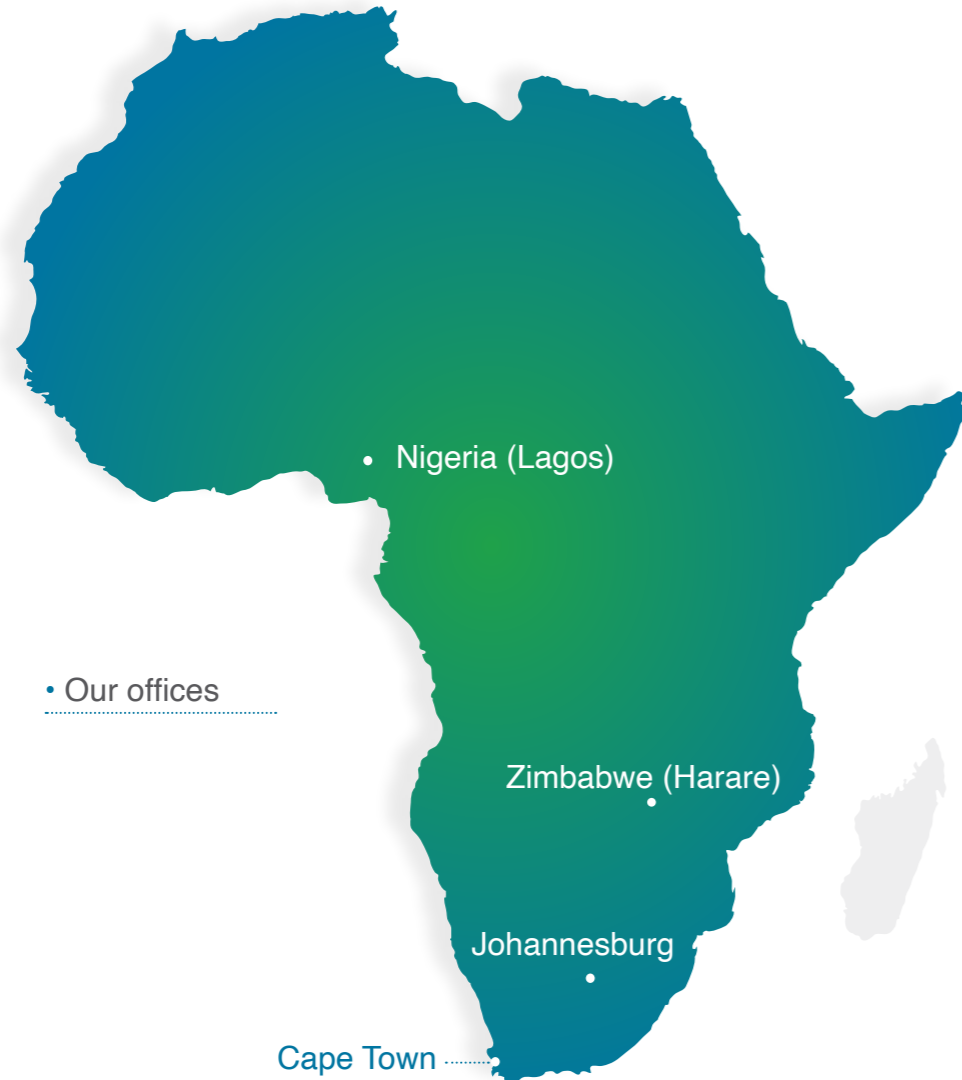 Nigeria (Lagos)
• Our offices
Zimbabwe (Harare)
Johannesburg
Cape Town